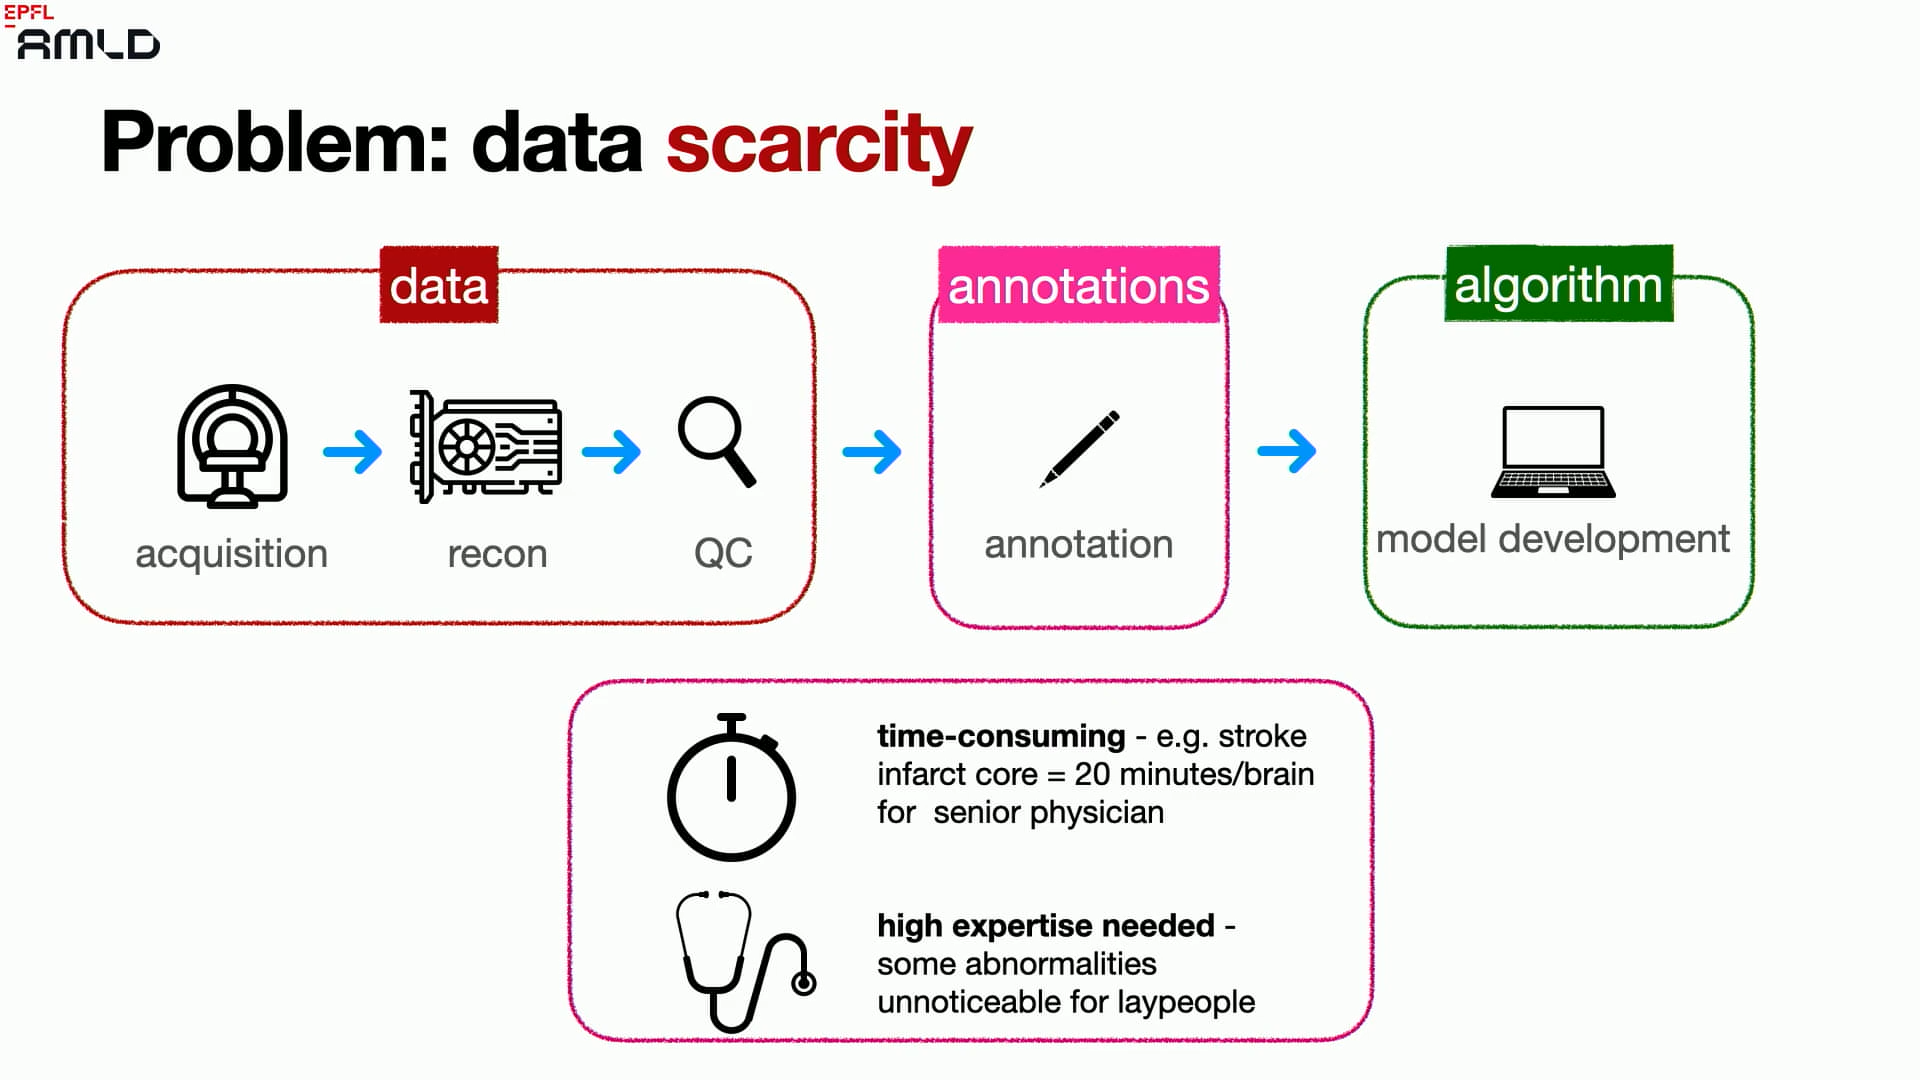 EPFL
AMLD
Problem: data scarcity
data
annotations
algorithm
acquisition
recon
QC
annotation
model development
time-consuming - e.g. stroke
infarct core = 20 minutes/brain
for senior physician
high expertise needed -
some abnormalities
unnoticeable for laypeople